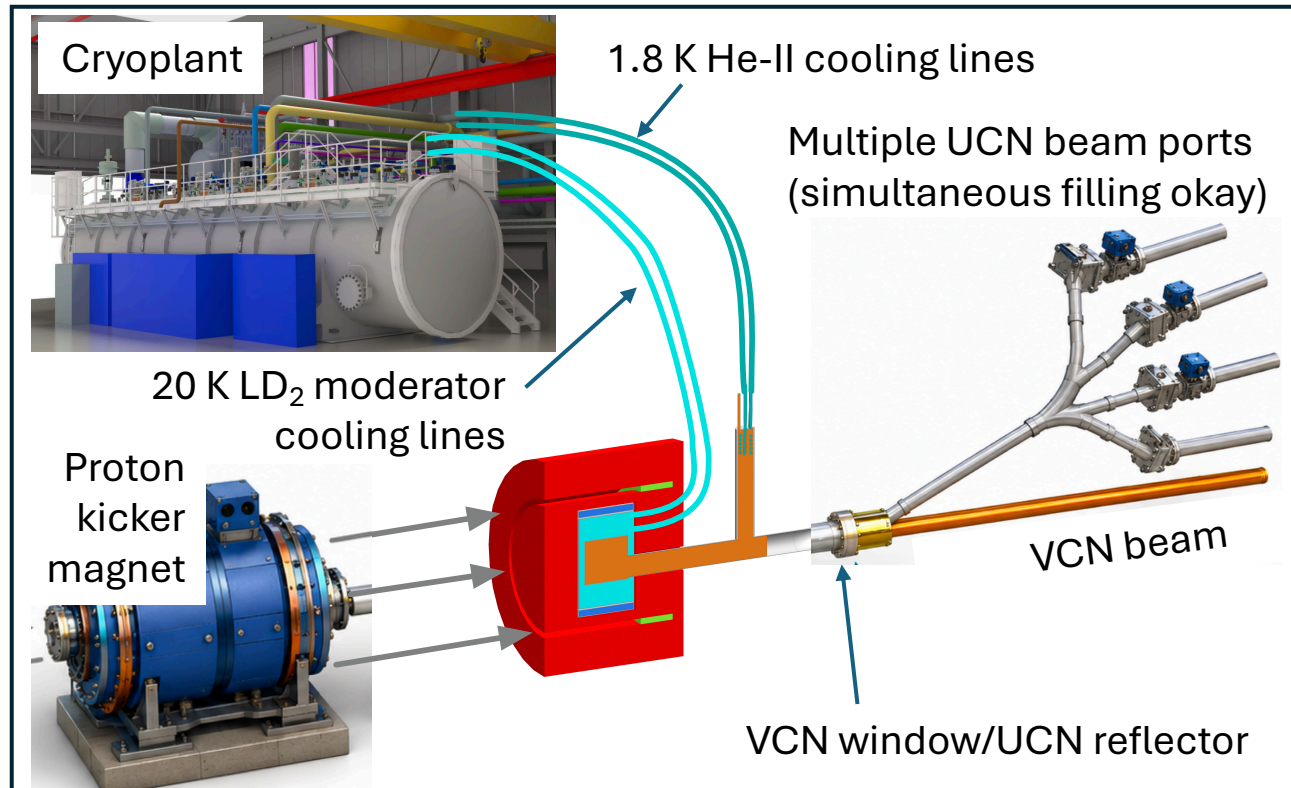 Cryoplant
1.8 K He-II cooling lines
Multiple UCN beam ports
(simultaneous filling okay)
20 K LD₂ moderator
cooling lines
Proton
kicker
magnet
VCN beam
VCN window/UCN reflector